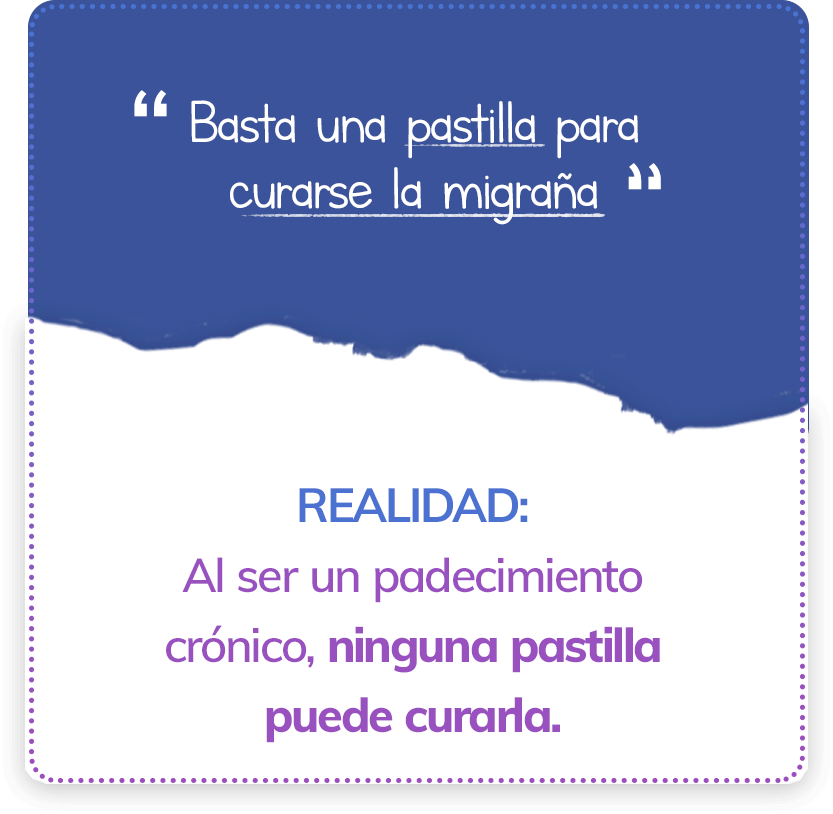 “ Basta una pastilla para
curarse la migraña ”
REALIDAD:
Al ser un padecimiento
crónico, ninguna pastilla
puede curarla.